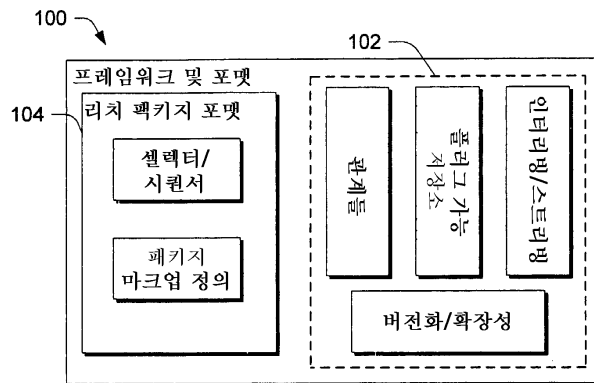 100
102
프레임워크 및 포맷
104
리치 팩키지 포맷
셀렉터/
시퀀서
패키지
마크업 정의
관계들
플러그 가능
저장소
인터리빙/스트리빙
버전화/확장성